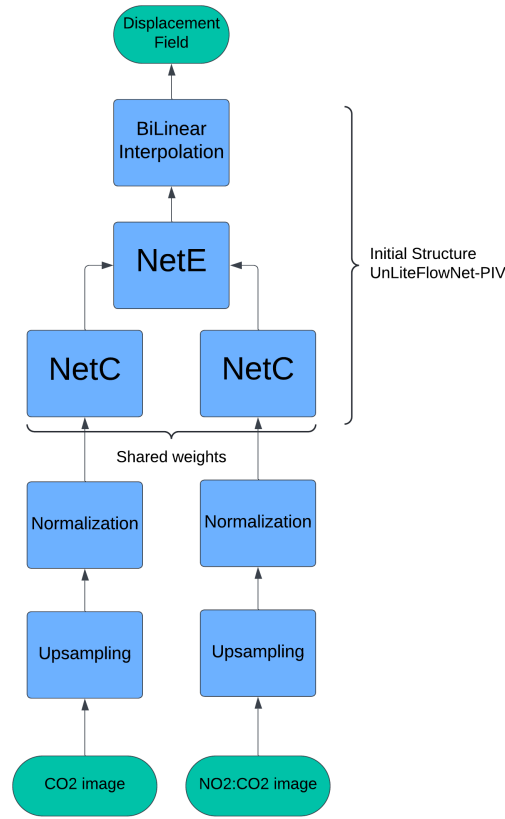 Displacement
Field
BiLinear
Interpolation
NetE
Initial Structure
UnLiteFlowNet-PIV
NetC
NetC
Shared weights
Normalization
Normalization
Upsampling
Upsampling
CO2 image
NO2:CO2 image